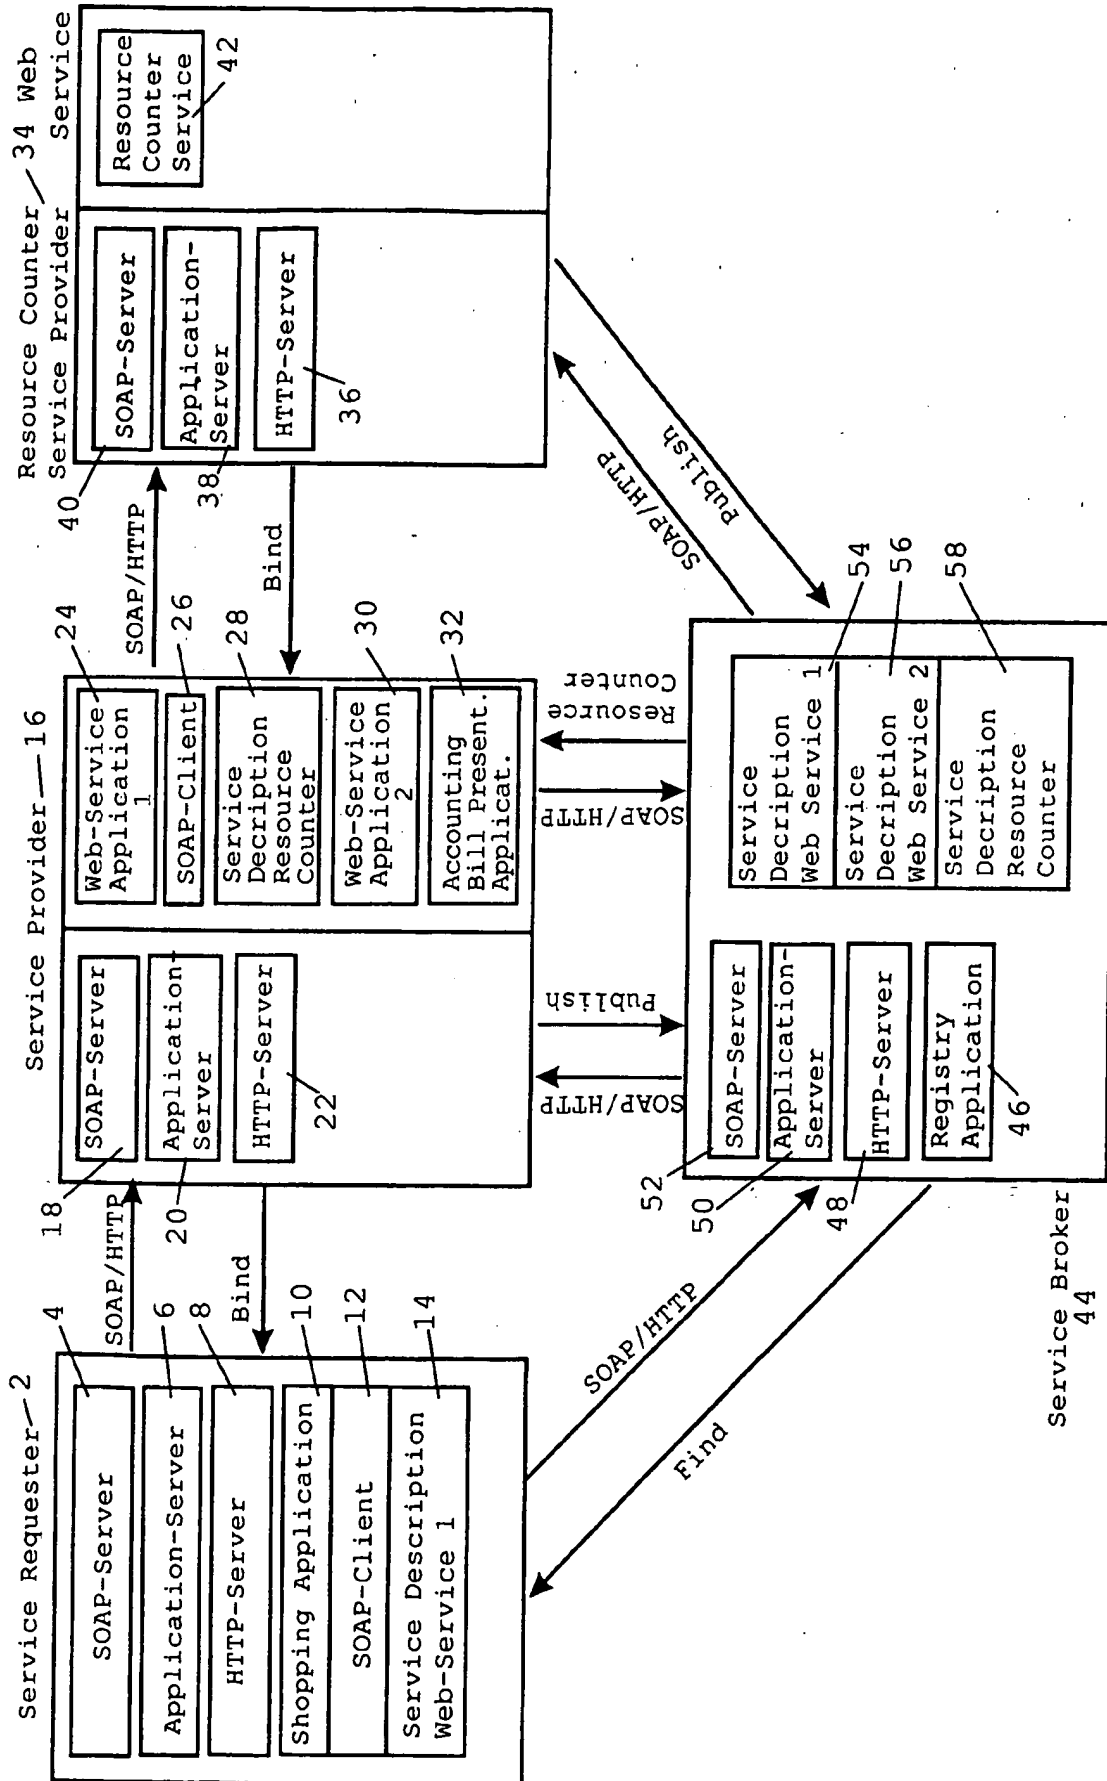 Service Requester 2
SOAP-Server
4
Application-Server
6
HTTP-Server
8
Shopping Application
10
SOAP-Client
12
Service Description
Web-Service 1
14
SOAP/HTTP
Bind
Service Provider 16
SOAP-Server
18
Application-
Server
20
HTTP-Server
22
Web-Service
Application
1
24
SOAP-Client
26
Service
Decription
Resource
Counter
28
Web-Service
Application
2
30
Accounting
Bill Present.
Applicat.
32
SOAP/HTTP
Bind
Resource Counter 34 Web
Service Provider Service
SOAP-Server
40
Application-
Server
38
HTTP-Server
36
Resource
Counter
Service
42
SOAP/HTTP
Find
SOAP/HTTP
Publish
SOAP/HTTP
Resource
Counter
SOAP/HTTP
Publish
Service Broker
44
SOAP-Server
52
Application-
Server
50
HTTP-Server
48
Registry
Application
46
Service
Decription
Web Service 1
54
Service
Decription
Web Service 2
56
Service
Decription
Resource
Counter
58